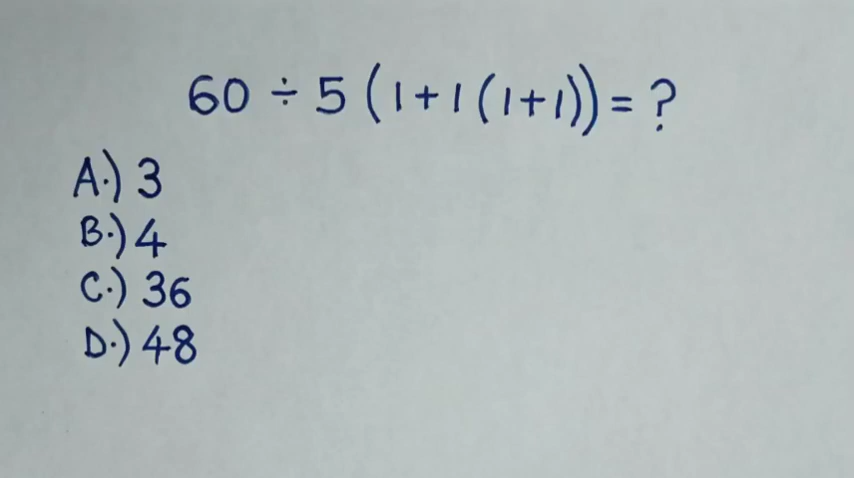 60 ÷ 5 (1+1(1+1)) = ?
A.) 3
B.) 4
C.) 36
D.) 48